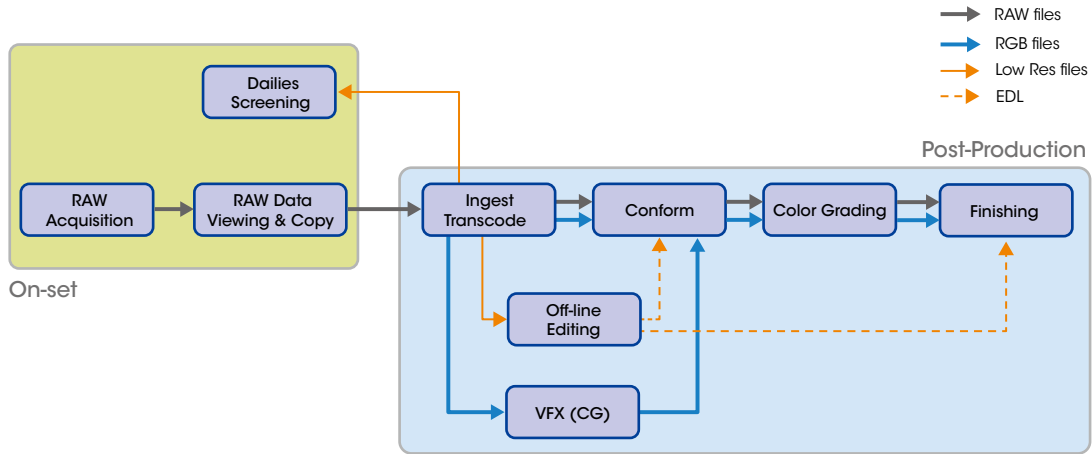 RAW files
RGB files
Low Res files
EDL
Dailies
Screening
Post-Production
RAW
Acquisition
RAW Data
Viewing & Copy
Ingest
Transcode
Conform
Color Grading
Finishing
On-set
Off-line
Editing
VFX (CG)